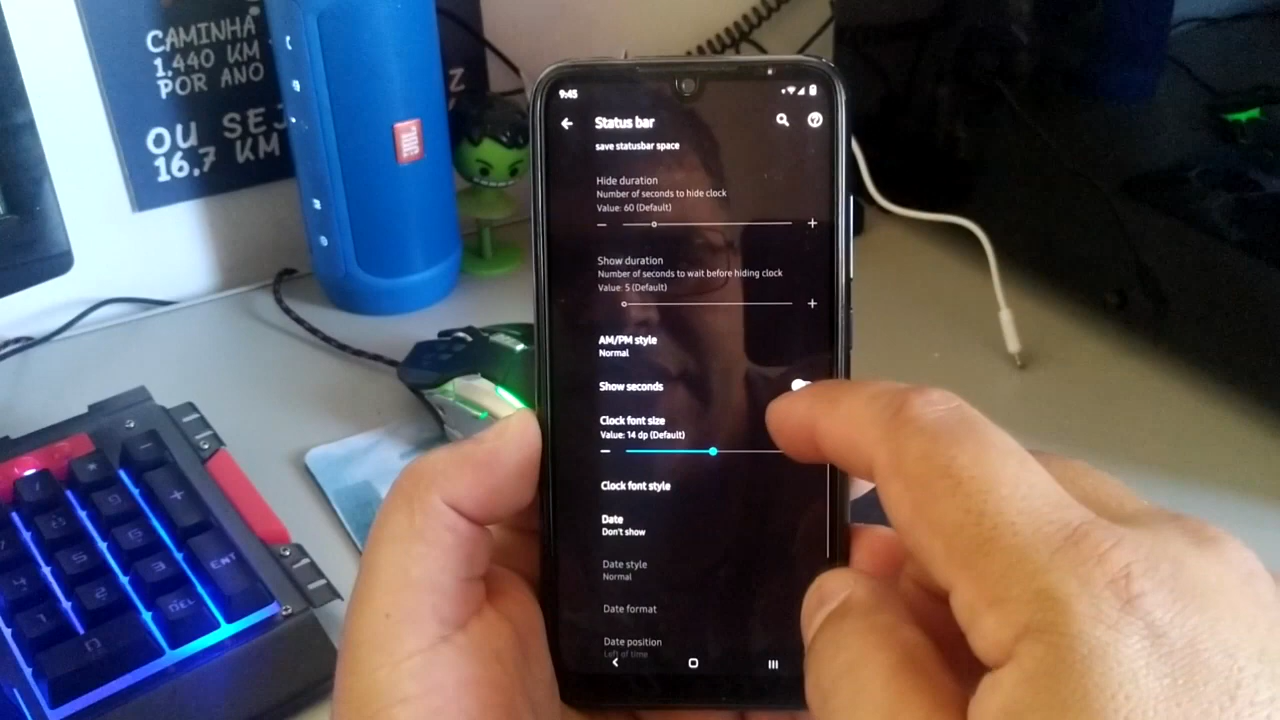 CAMINHA
1.440 KM
POR ANO
OU SEJ
16.7 KM
Z
JBL
9:45
Status bar
save statusbar space
Hide duration
Number of seconds to hide clock
Value: 60 (Default)
Show duration
Number of seconds to wait before hiding clock
Value: 5 (Default)
AM/PM style
Normal
Show seconds
Clock font size
Value: 14 dp (Default)
Clock font style
Date
Don't show
Date style
Normal
Date format
Date position
Left of time
ENT
DEL